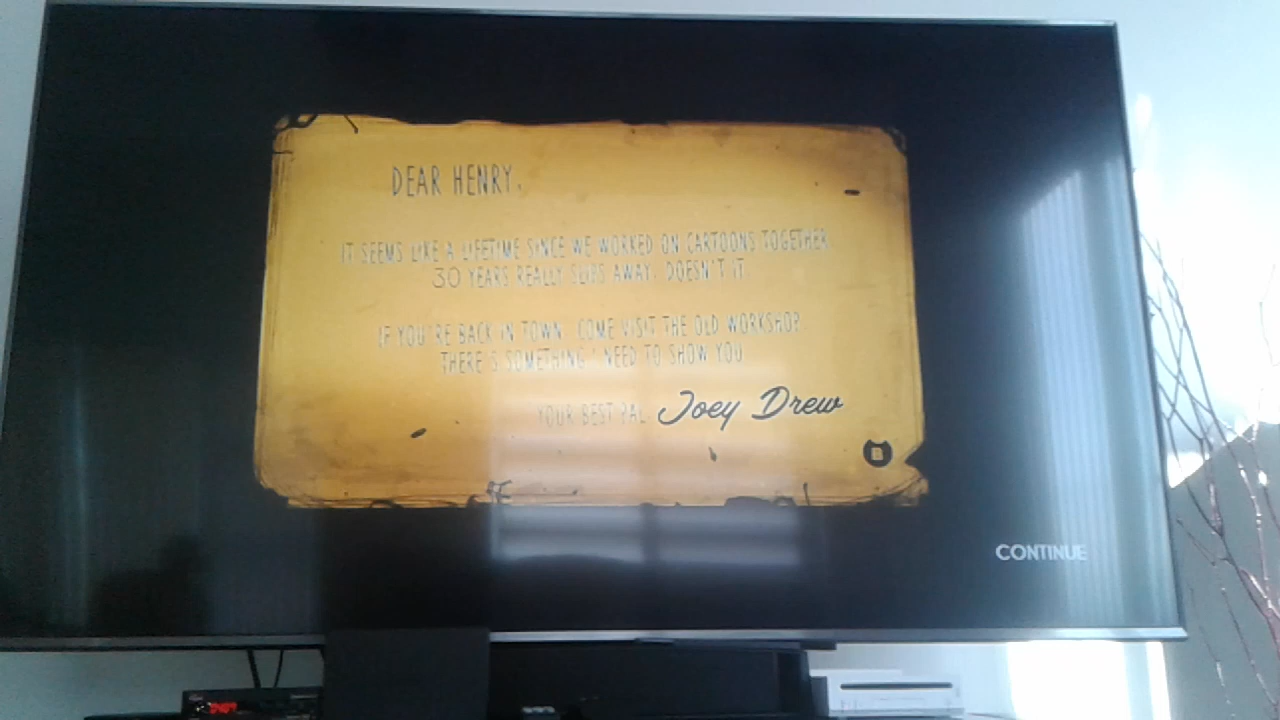 DEAR HENRY,
IT SEEMS LIKE A LIFETIME SINCE WE WORKED ON CARTOONS TOGETHER.
30 YEARS REALLY SLIPS AWAY, DOESN'T IT
IF YOU'RE BACK IN TOWN, COME VISIT THE OLD WORKSHOP.
THERE'S SOMETHING I NEED TO SHOW YOU
YOUR BEST PAL, Joey Drew
B
CONTINUE